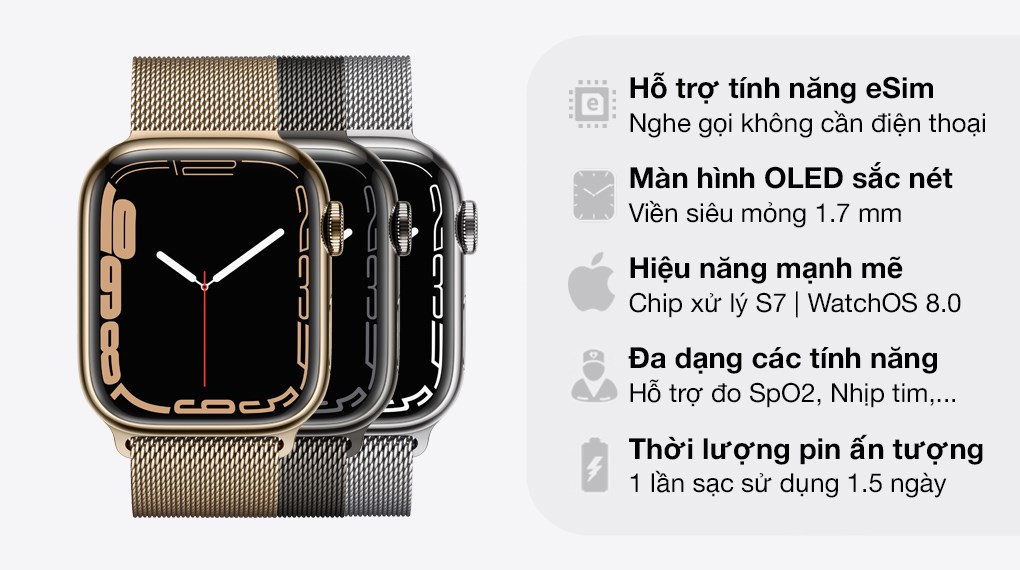 Hỗ trợ tính năng eSim
Nghe gọi không cần điện thoại
Màn hình OLED sắc nét
Viền siêu mỏng 1.7 mm
Hiệu năng mạnh mẽ
Chip xử lý S7 | WatchOS 8.0
Đa dạng các tính năng
Hỗ trợ đo SpO2, Nhịp tim,...
Thời lượng pin ấn tượng
1 lần sạc sử dụng 1.5 ngày